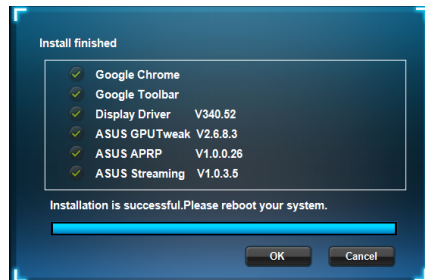 Install finished
Google Chrome
Google Toolbar
Display Driver V340.52
ASUS GPUTweak V2.6.8.3
ASUS APRP V1.0.0.26
ASUS Streaming V1.0.3.5
Installation is successful.Please reboot your system.
OK Cancel